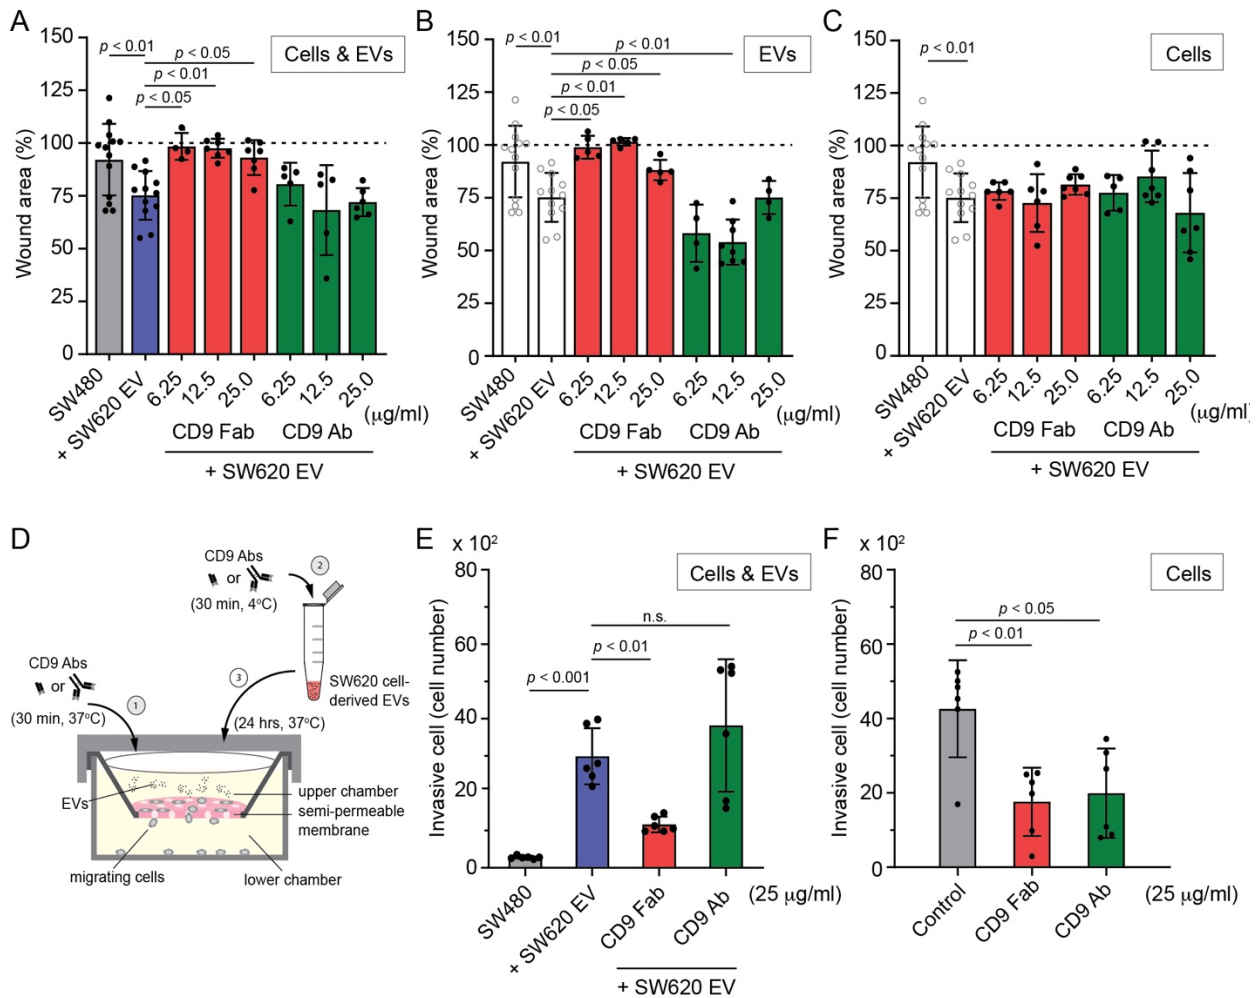 A
150
125
100
75
50
25
0
Wound area (%)
p < 0.01
p < 0.05
p < 0.01
p < 0.05
Cells & EVs
SW480
+ SW620 EV
6.25
12.5
25.0
6.25
12.5
25.0
(μg/ml)
CD9 Fab
CD9 Ab
+ SW620 EV
B
150
125
100
75
50
25
0
Wound area (%)
p < 0.01
p < 0.01
p < 0.05
p < 0.01
p < 0.05
EVs
SW480
+ SW620 EV
6.25
12.5
25.0
6.25
12.5
25.0
(μg/ml)
CD9 Fab
CD9 Ab
+ SW620 EV
C
150
125
100
75
50
25
0
Wound area (%)
p < 0.01
Cells
SW480
+ SW620 EV
6.25
12.5
25.0
6.25
12.5
25.0
(μg/ml)
CD9 Fab
CD9 Ab
+ SW620 EV
D
CD9 Abs
or
(30 min, 4ºC)
2
CD9 Abs
or
(30 min, 37ºC)
1
3
SW620 cell-
derived EVs
(24 hrs, 37ºC)
EVs
upper chamber
semi-permeable
membrane
migrating cells
lower chamber
E
x 10²
80
60
40
20
0
Invasive cell (cell number)
Cells & EVs
n.s.
p < 0.01
p < 0.001
SW480
+ SW620 EV
CD9 Fab
CD9 Ab
(25 μg/ml)
+ SW620 EV
F
x 10²
80
60
40
20
0
Invasive cell (cell number)
Cells
p < 0.05
p < 0.01
Control
CD9 Fab
CD9 Ab
(25 μg/ml)